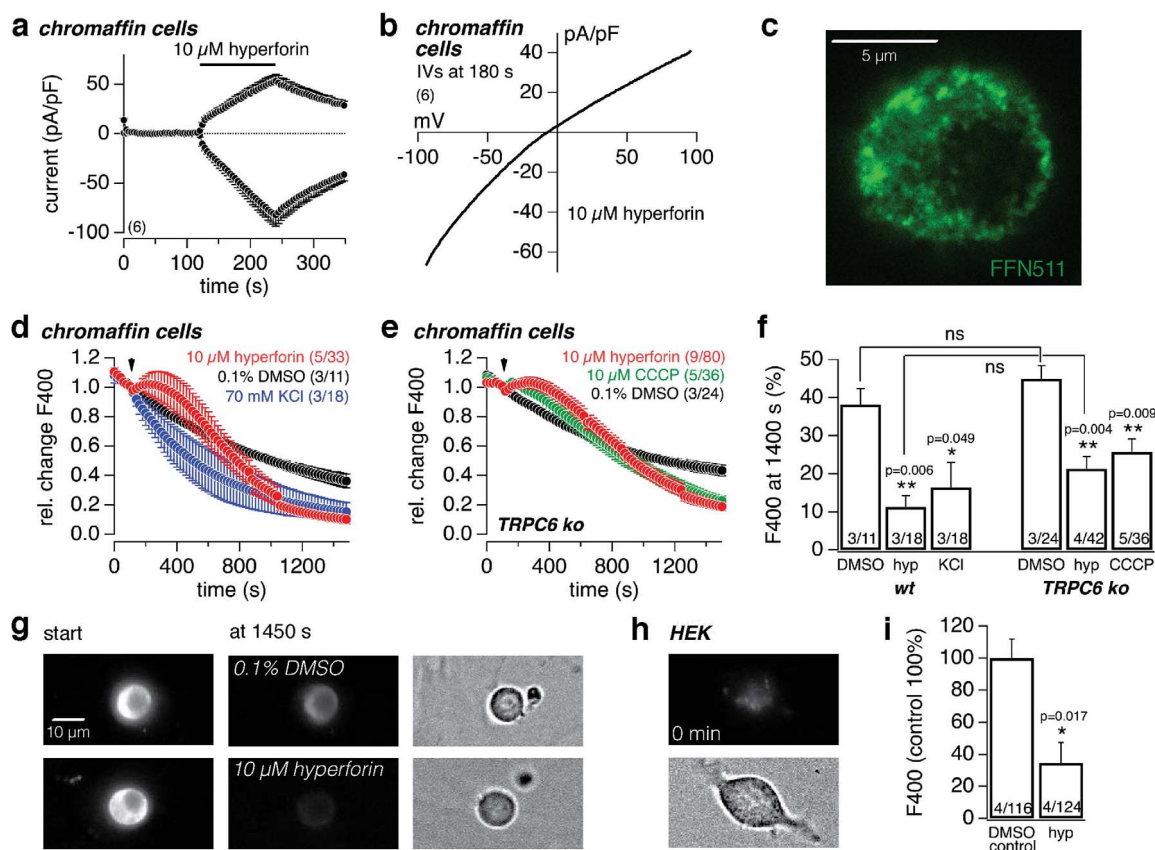 a chromaffin cells
10 µM hyperforin
current (pA/pF)
50
0
-50
-100
(6)
0 100 200 300
time (s)
b chromaffin cells
IVs at 180 s
(6)
pA/pF
mV
40
20
-20
-40
-60
-100 -50 50 100
10 µM hyperforin
c
5 µm
FFN511
d chromaffin cells
rel. change F400
1.2
1.0
0.8
0.6
0.4
0.2
0.0
10 µM hyperforin (5/33)
0.1% DMSO (3/11)
70 mM KCl (3/18)
0 400 800 1200
time (s)
e chromaffin cells
rel. change F400
1.2
1.0
0.8
0.6
0.4
0.2
0.0
10 µM hyperforin (9/80)
10 µM CCCP (5/36)
0.1% DMSO (3/24)
TRPC6 ko
0 400 800 1200
time (s)
f
ns
ns
F400 at 1400 s (%)
50
40
30
20
10
0
p=0.006
**
p=0.049
*
p=0.004
**
p=0.009
**
3/11 3/18 3/18 3/24 4/42 5/36
DMSO hyp KCl DMSO hyp CCCP
wt TRPC6 ko
g start at 1450 s
0.1% DMSO
10 µm
10 µM hyperforin
h HEK
0 min
i
F400 (control 100%)
120
100
80
60
40
20
0
p=0.017
*
4/116 4/124
DMSO control hyp